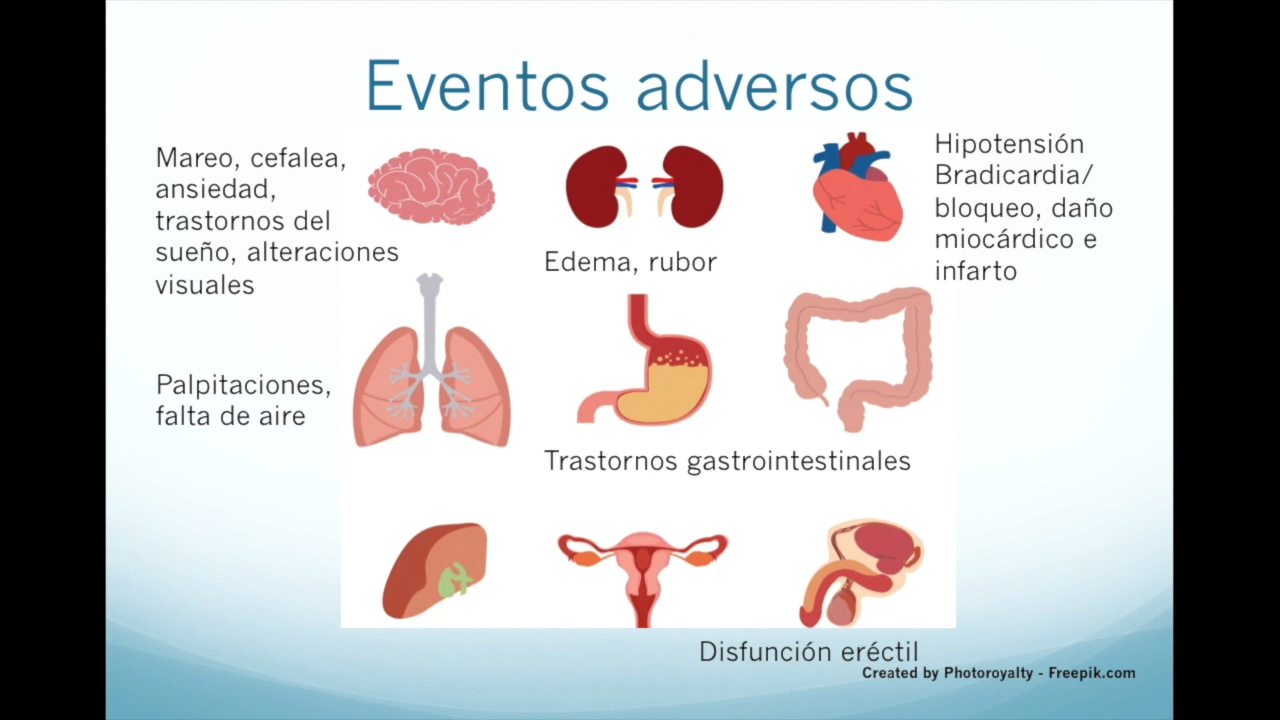 Eventos adversos
Mareo, cefalea,
ansiedad,
trastornos del
sueño, alteraciones
visuales
Edema, rubor
Hipotensión
Bradicardia/
bloqueo, daño
miocárdico e
infarto
Palpitaciones,
falta de aire
Trastornos gastrointestinales
Disfunción eréctil
Created by Photoroyalty - Freepik.com